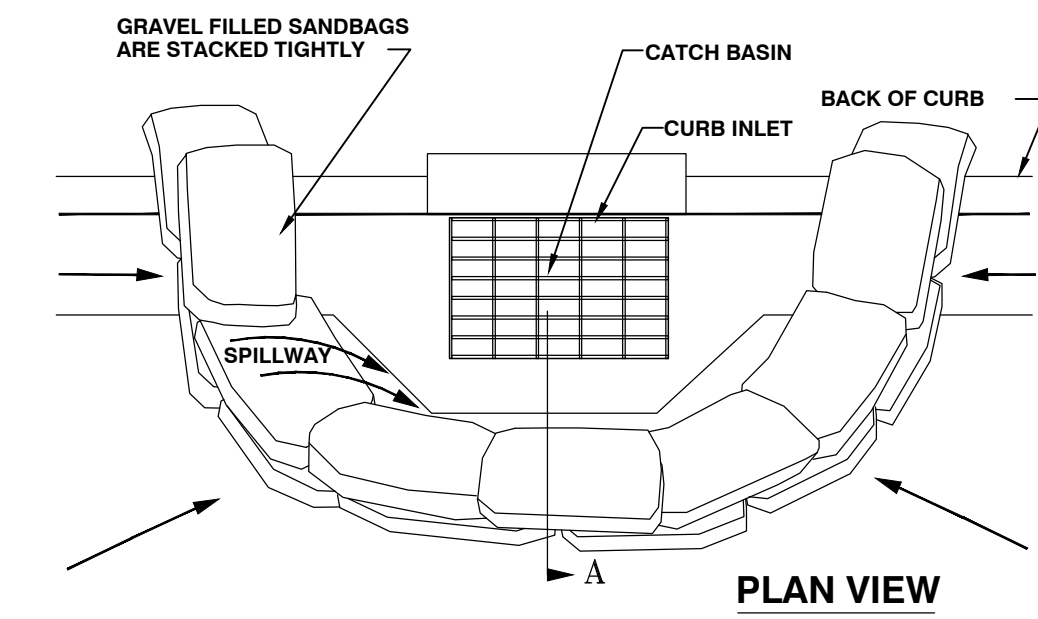 GRAVEL FILLED SANDBAGS
ARE STACKED TIGHTLY
CATCH BASIN
BACK OF CURB
CURB INLET
SPILLWAY
A
PLAN VIEW